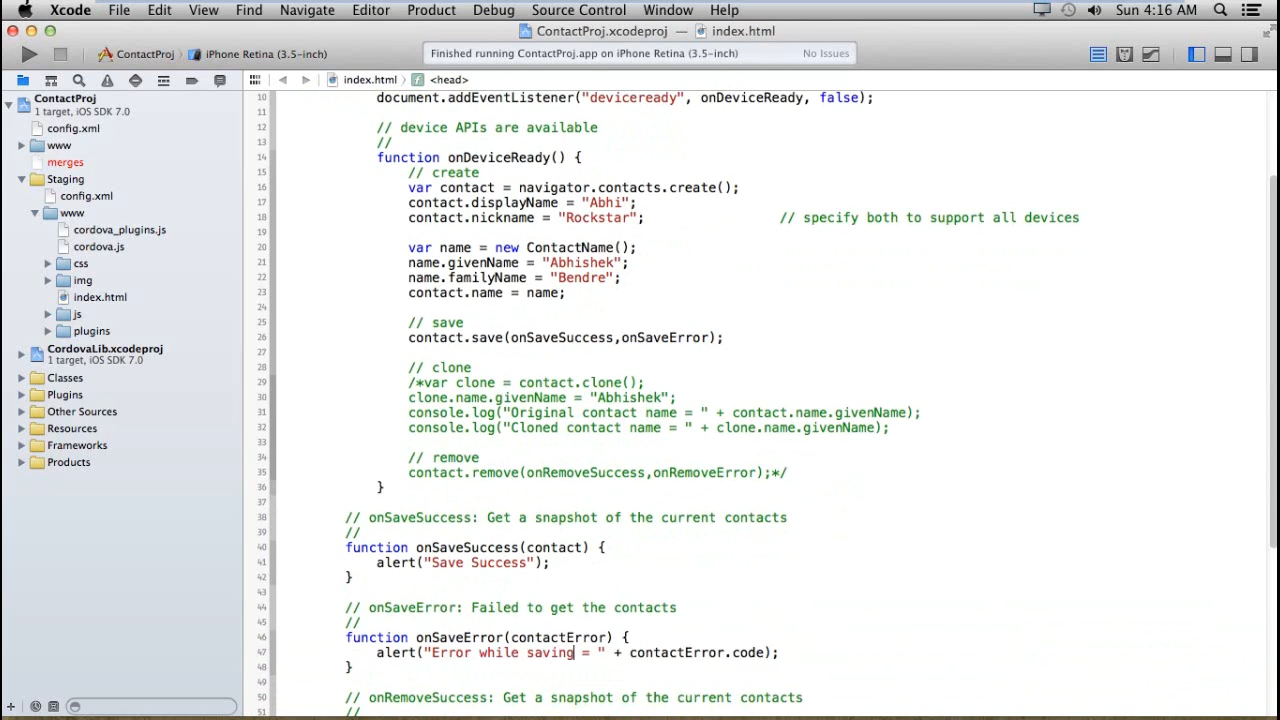 Xcode File Edit View Find Navigate Editor Product Debug Source Control Window Help Sun 4:16 AM
ContactProj.xcodeproj — index.html
ContactProj iPhone Retina (3.5-inch) Finished running ContactProj.app on iPhone Retina (3.5-inch) No Issues
index.html <head>
ContactProj
1 target, iOS SDK 7.0
config.xml
www
merges
Staging
config.xml
www
cordova_plugins.js
cordova.js
css
img
index.html
js
plugins
CordovaLib.xcodeproj
1 target, iOS SDK 7.0
Classes
Plugins
Other Sources
Resources
Frameworks
Products
10 document.addEventListener("deviceready", onDeviceReady, false);
11
12 // device APIs are available
13 //
14 function onDeviceReady() {
15 // create
16 var contact = navigator.contacts.create();
17 contact.displayName = "Abhi";
18 contact.nickname = "Rockstar"; // specify both to support all devices
19
20 var name = new ContactName();
21 name.givenName = "Abhishek";
22 name.familyName = "Bendre";
23 contact.name = name;
24
25 // save
26 contact.save(onSaveSuccess,onSaveError);
27
28 // clone
29 /*var clone = contact.clone();
30 clone.name.givenName = "Abhishek";
31 console.log("Original contact name = " + contact.name.givenName);
32 console.log("Cloned contact name = " + clone.name.givenName);
33
34 // remove
35 contact.remove(onRemoveSuccess,onRemoveError);*/
36 }
37
38 // onSaveSuccess: Get a snapshot of the current contacts
39 //
40 function onSaveSuccess(contact) {
41 alert("Save Success");
42 }
43
44 // onSaveError: Failed to get the contacts
45 //
46 function onSaveError(contactError) {
47 alert("Error while saving = " + contactError.code);
48 }
49
50 // onRemoveSuccess: Get a snapshot of the current contacts
51 //